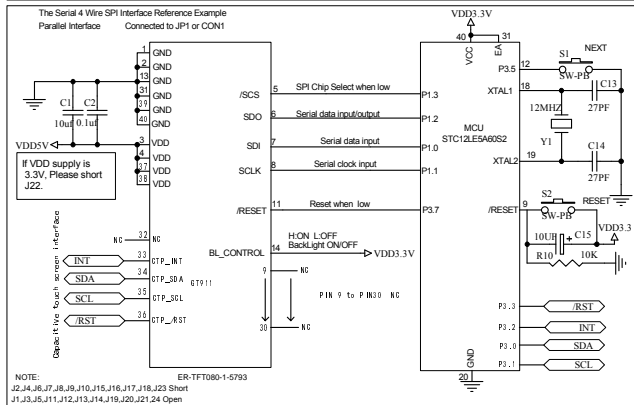 The Serial 4 Wire SPI Interface Reference Example
Parallel Interface Connected to JP1 or CON1
VDD3.3V
40 31
VCC EA
S1 NEXT
P3.5 12
SW-PB
1 GND
2 GND
13 GND
31 GND
39 GND
40 GND
C1 C2
10uf 0.1uf
VDD5V
3 VDD
4 VDD
37 VDD
38 VDD
If VDD supply is
3.3V, Please short
J22.
/SCS 5 SPI Chip Select when low P1.3
SDO 6 Serial data input/output P1.2
SDI 7 Serial data input P1.0
SCLK 8 Serial clock input P1.1
/RESET 11 Reset when low P3.7
MCU
STC12LE5A60S2
XTAL1 18
C13
27PF
12MHZ
Y1
XTAL2 19
C14
27PF
S2
RESET
/RESET 9
SW-PB
VDD3.3
10UF + C15
R10 10K
NC 32 NC
H:ON L:OFF
BL_CONTROL 14 BackLight ON/OFF VDD3.3V
Capacitive touch screen interface
INT 33 CTP_INT
SDA 34 CTP_SDA
GT911
SCL 35 CTP_SCL
/RST 36 CTP_/RST
9 NC
PIN 9 to PIN30 NC
30 NC
P3.3 /RST
P3.2 INT
P3.0 SDA
P3.1 SCL
GND
20
NOTE:
ER-TFT080-1-5793
J2,J4,J6,J7,J8,J9,J10,J15,J16,J17,J18,J23 Short
J1,J3,J5,J11,J12,J13,J14,J19,J20,J21,24 Open